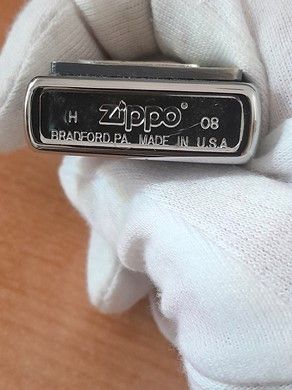 H zippo® 08
BRADFORD, PA. MADE IN U.S.A